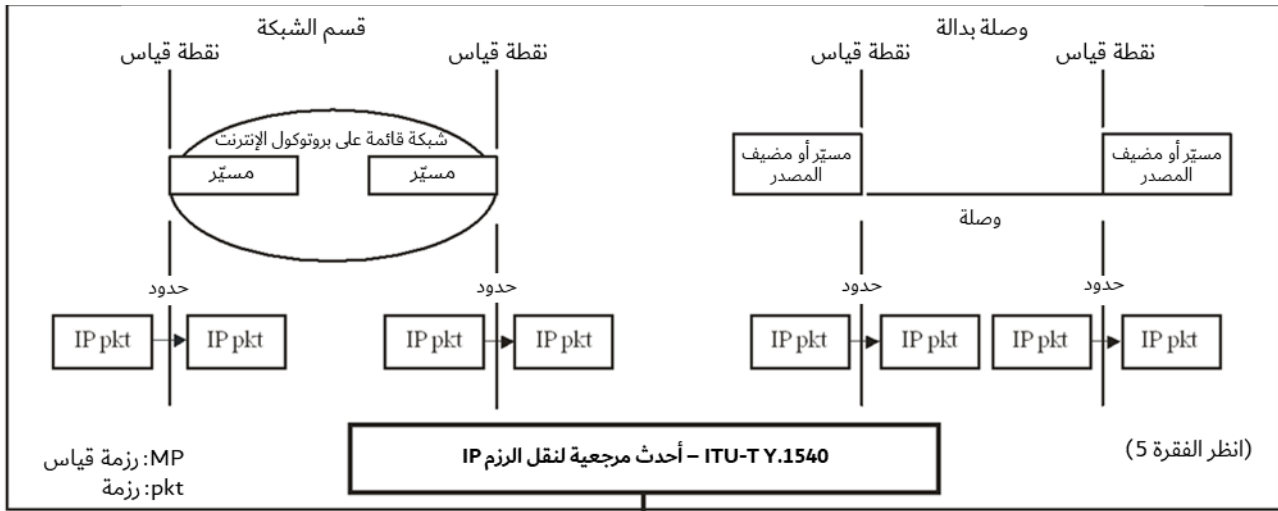 وصلة بدالة
قسم الشبكة
نقطة قياس
نقطة قياس
نقطة قياس
نقطة قياس
شبكة قائمة على بروتوكول الإنترنت
مسيّر أو مضيف
المصدر
مسيّر أو مضيف
المصدر
مسيّر
مسيّر
وصلة
حدود
حدود
حدود
حدود
IP pkt
IP pkt
IP pkt
IP pkt
IP pkt
IP pkt
IP pkt
IP pkt
(انظر الفقرة 5)
ITU-T Y.1540 – أحدث مرجعية لنقل الرزم IP
MP: رزمة قياس
pkt: رزمة